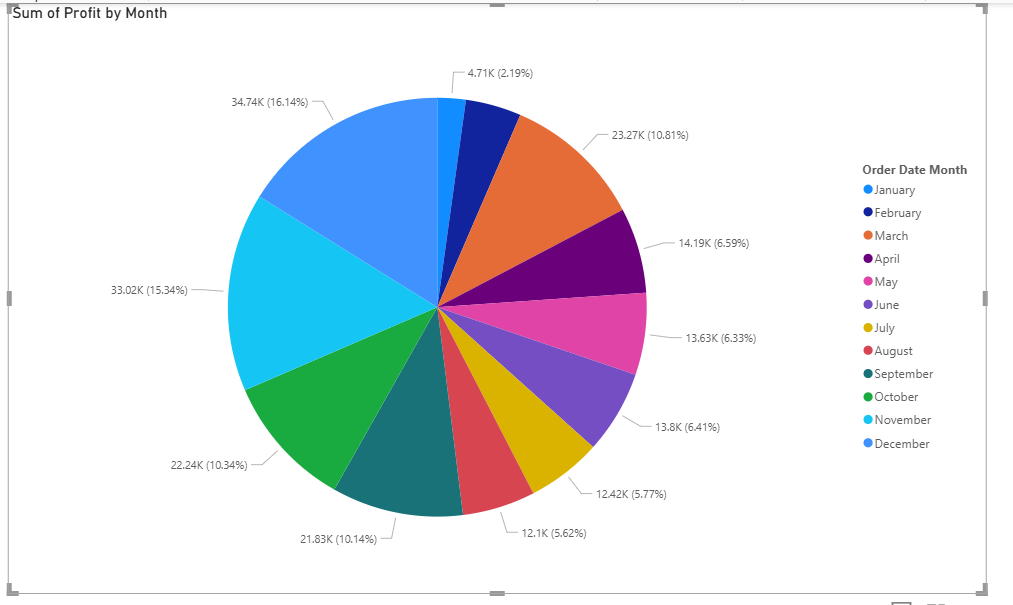 Sum of Profit by Month
4.71K (2.19%)
34.74K (16.14%)
23.27K (10.81%)
14.19K (6.59%)
33.02K (15.34%)
13.63K (6.33%)
13.8K (6.41%)
22.24K (10.34%)
12.42K (5.77%)
12.1K (5.62%)
21.83K (10.14%)
Order Date Month
January
February
March
April
May
June
July
August
September
October
November
December